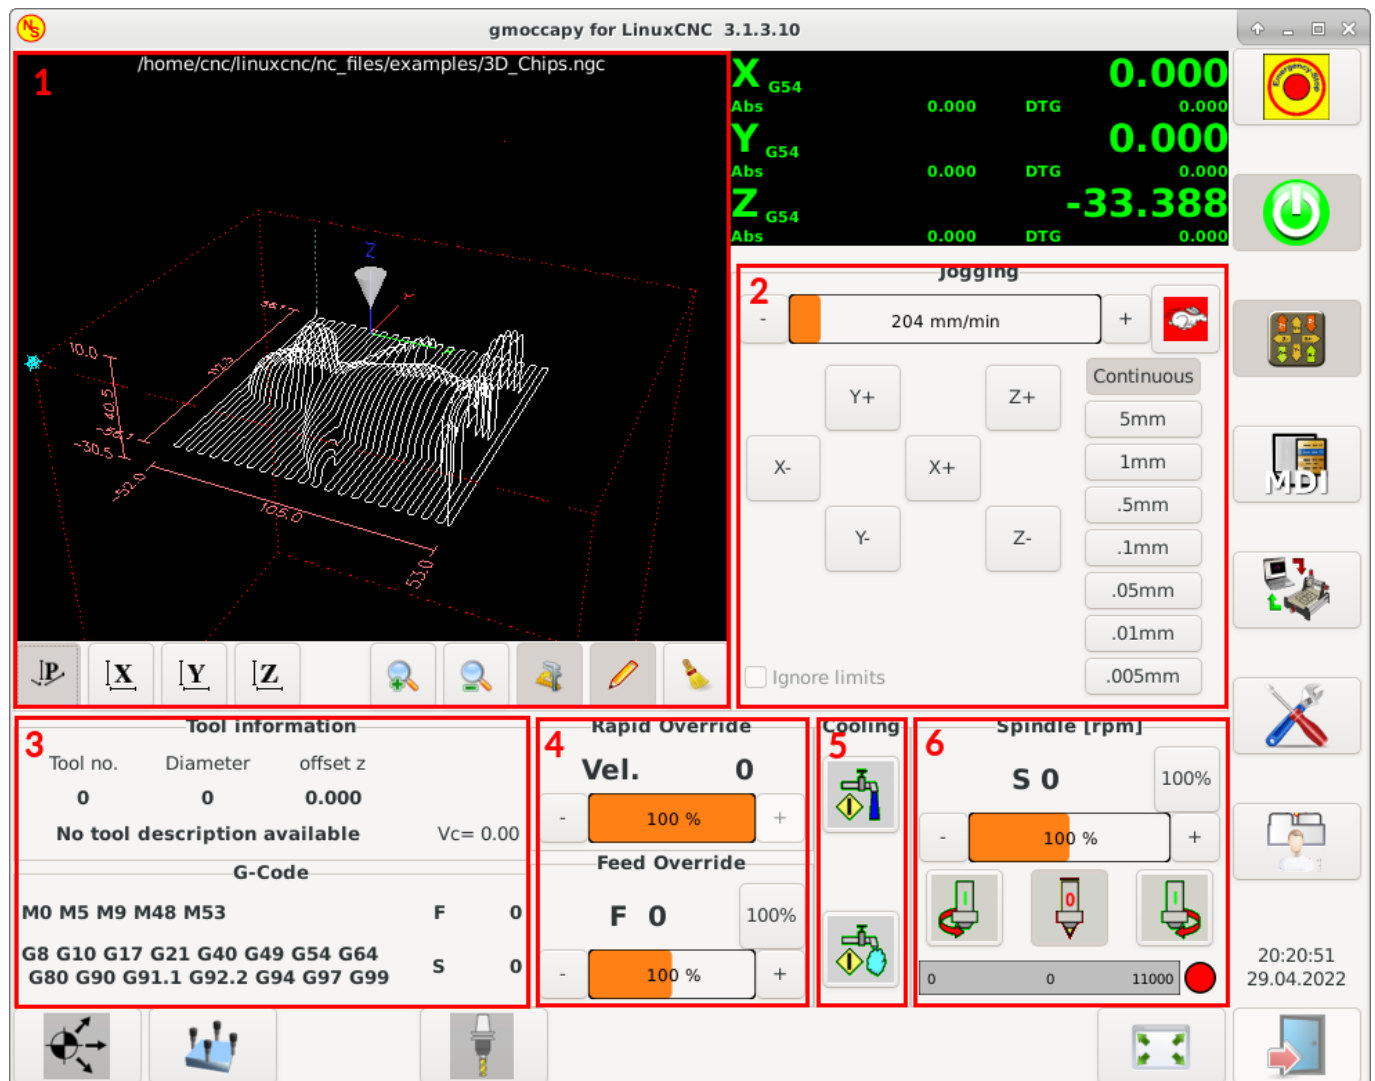 gmoccapy for LinuxCNC 3.1.3.10
/home/cnc/linuxcnc/nc_files/examples/3D_Chips.ngc
1
Z
10.0
40.5
-30.5
-52.0
105.0
53.0
P X Y Z
X G54 0.000
Abs 0.000 DTG 0.000
Y G54 0.000
Abs 0.000 DTG 0.000
Z G54 -33.388
Abs 0.000 DTG 0.000
Emergency-Stop
Jogging
2
- 204 mm/min +
Continuous
Y+ Z+
5mm
1mm
X- X+
.5mm
Y- Z-
.1mm
.05mm
.01mm
Ignore limits
.005mm
MDI
Tool information
3
Tool no. Diameter offset z
0 0 0.000
No tool description available Vc= 0.00
G-Code
M0 M5 M9 M48 M53 F 0
G8 G10 G17 G21 G40 G49 G54 G64
G80 G90 G91.1 G92.2 G94 G97 G99
S 0
Rapid Override
4
Vel. 0
- 100 % +
Feed Override
F 0 100%
- 100 % +
Cooling
5
Spindle [rpm]
6
S 0 100%
- 100 % +
I 0 I
0 0 11000
20:20:51
29.04.2022